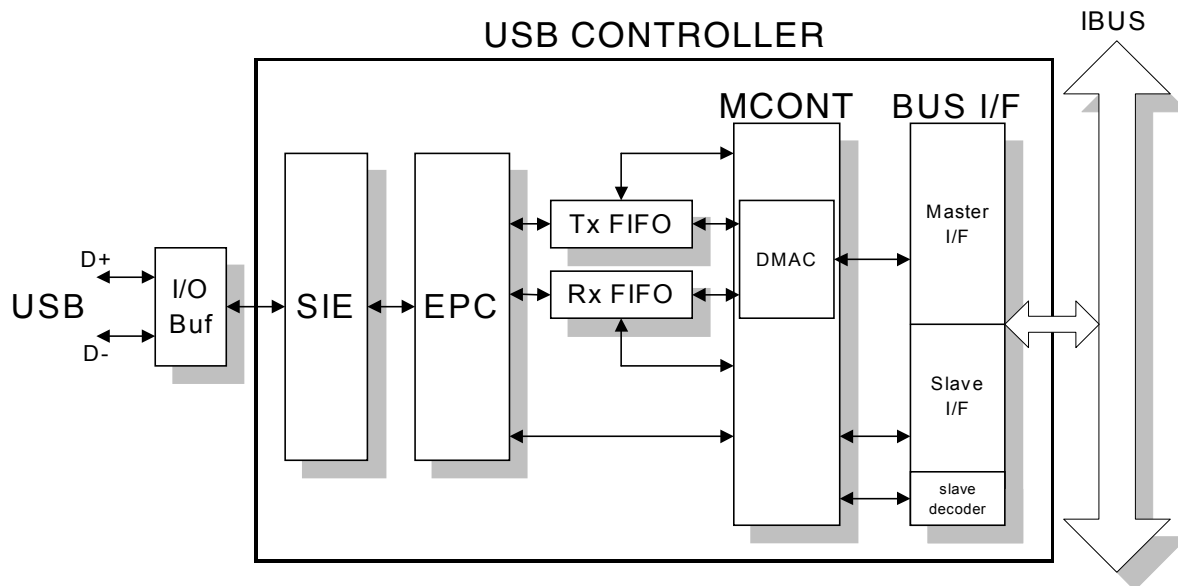 USB CONTROLLER
IBUS
MCONT
BUS I/F
Tx FIFO
Master
I/F
DMAC
D+
USB
D-
I/O
Buf
SIE
EPC
Rx FIFO
Slave
I/F
slave
decoder